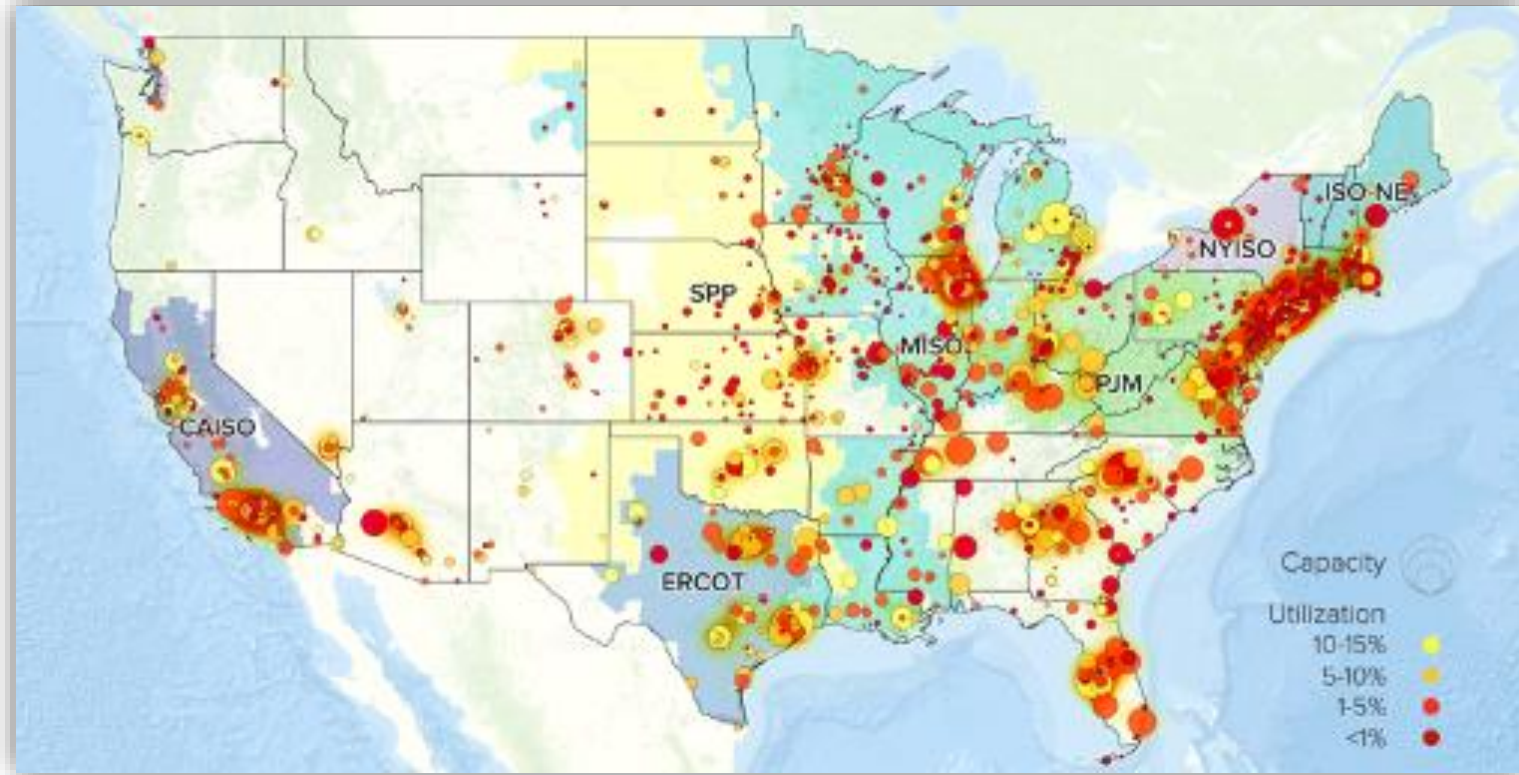 ISO-NE
NYISO
SPP
MISO
PJM
CAISO
ERCOT
Capacity
Utilization
10-15%
5-10%
1-5%
<1%